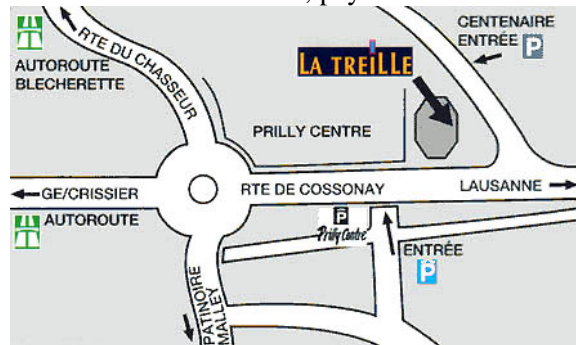 CENTENAIRE
ENTRÉE P
RTE DU CHASSEUR
AUTOROUTE
BLECHERETTE
LA TREILLE
PRILLY CENTRE
GE/CRISSIER
RTE DE COSSONAY
LAUSANNE
AUTOROUTE
P
Prilly Centre
ENTRÉE
P
PATINOIRE
MALLEY